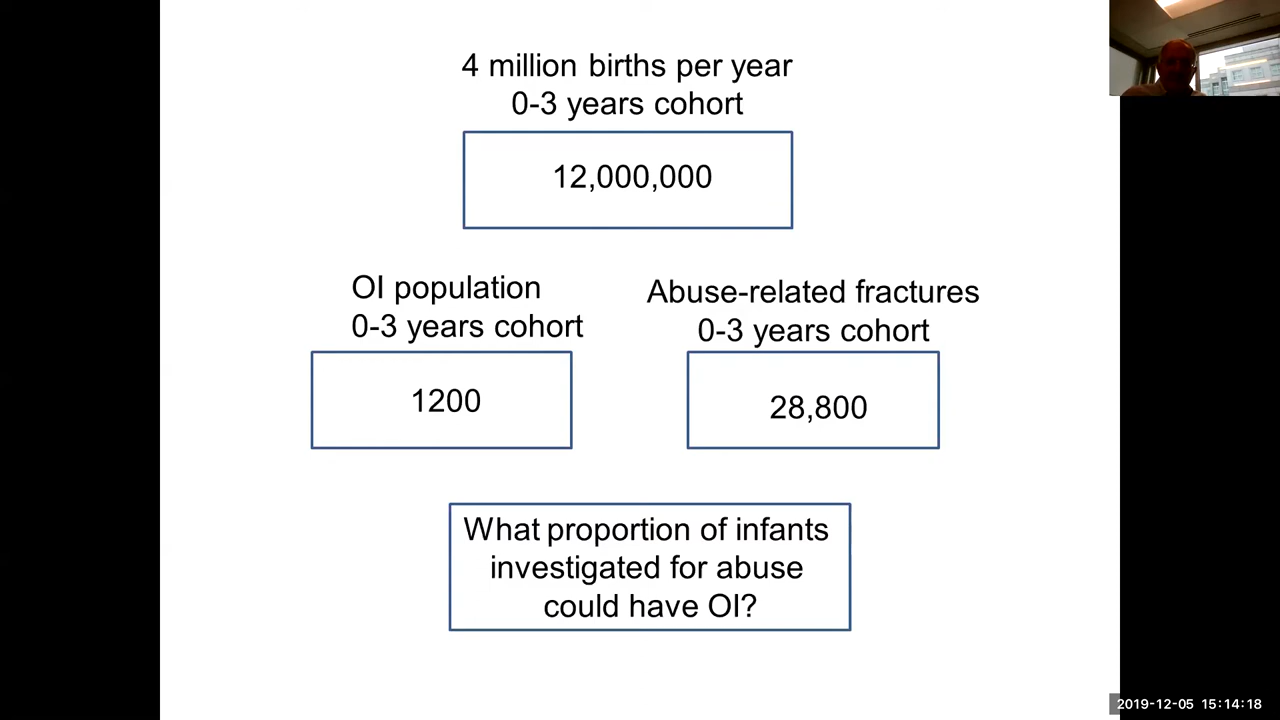 4 million births per year
0-3 years cohort
12,000,000
OI population
0-3 years cohort
1200
Abuse-related fractures
0-3 years cohort
28,800
What proportion of infants
investigated for abuse
could have OI?
2019-12-05 15:14:18